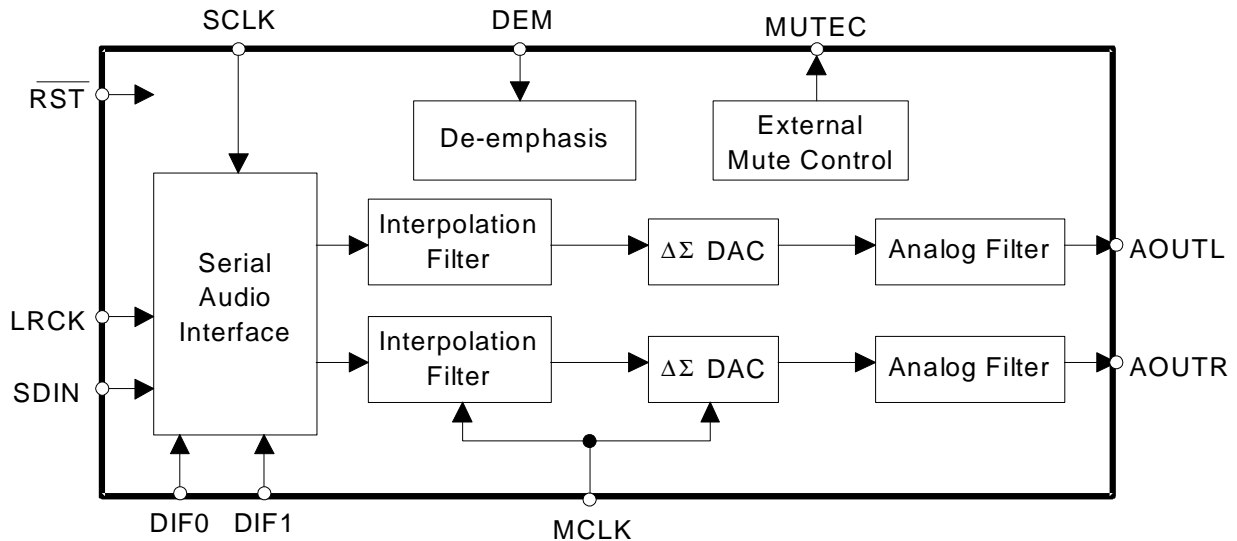 SCLK
DEM
MUTEC
RST
De-emphasis
External
Mute Control
Serial
Audio
Interface
Interpolation
Filter
ΔΣ DAC
Analog Filter
AOUTL
LRCK
Interpolation
Filter
ΔΣ DAC
Analog Filter
AOUTR
SDIN
DIF0
DIF1
MCLK